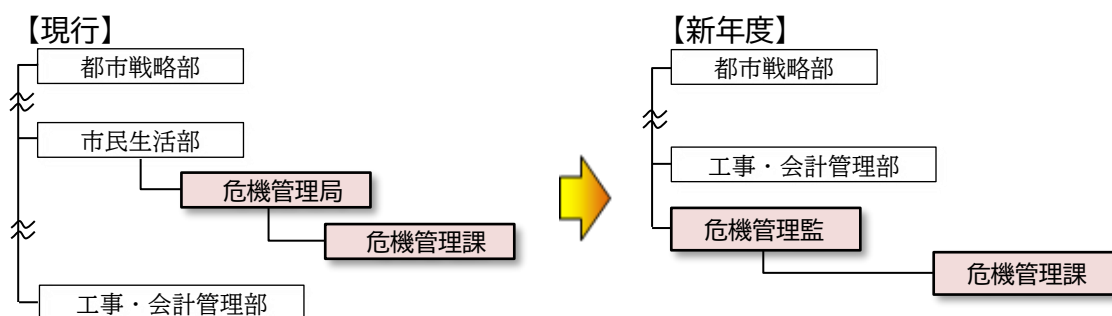 【現行】
都市戦略部
市民生活部
危機管理局
危機管理課
工事・会計管理部
【新年度】
都市戦略部
工事・会計管理部
危機管理監
危機管理課